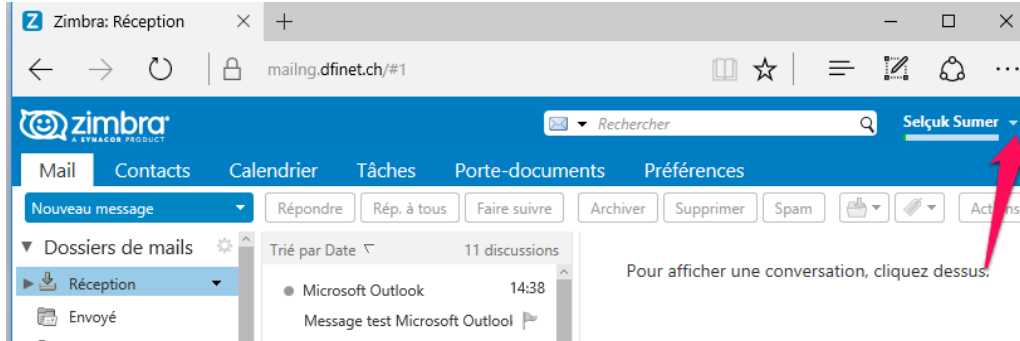 Zimbra: Réception
mailng.dfinet.ch/#1
zimbra
A SYNACOR PRODUCT
Rechercher
Selçuk Sumer
Mail Contacts Calendrier Tâches Porte-documents Préférences
Nouveau message Répondre Rép. à tous Faire suivre Archiver Supprimer Spam
Dossiers de mails Trié par Date 11 discussions
Réception Microsoft Outlook 14:38 Pour afficher une conversation, cliquez dessus.
Envoyé Message test Microsoft Outlool